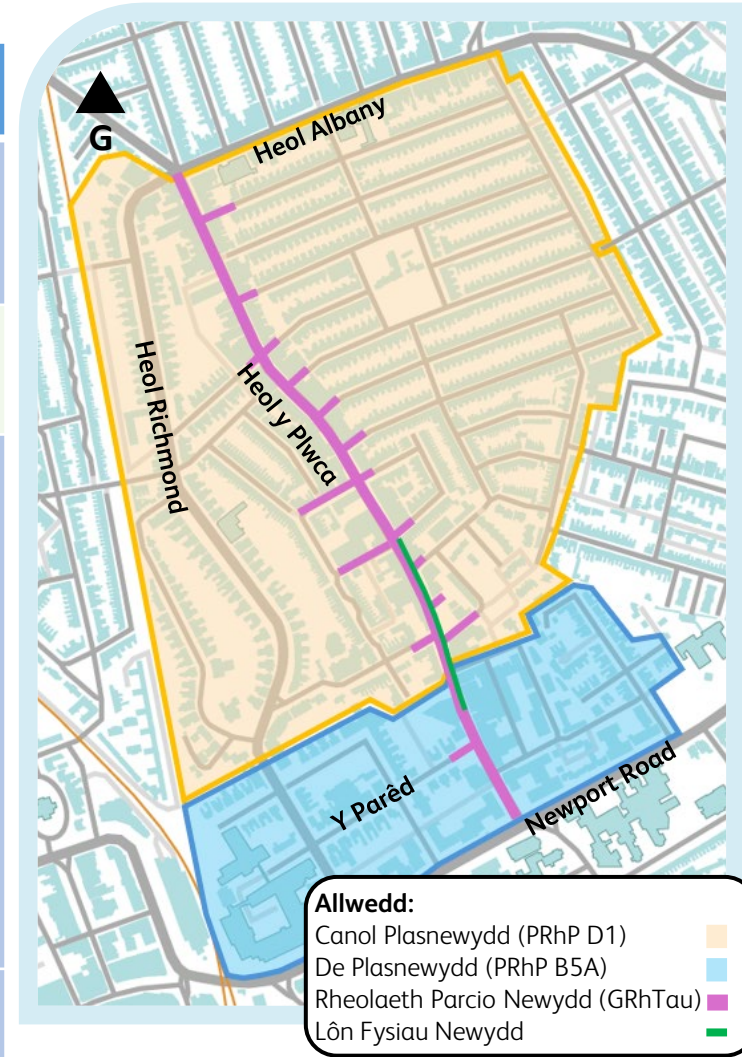 G
Heol Albany
Heol Richmond
Heol y Plwca
Y Parêd
Newport Road
Allwedd:
Canol Plasnewydd (PRhP D1)
De Plasnewydd (PRhP B5A)
Rheolaeth Parcio Newydd (GRhTau)
Lôn Fysiau Newydd